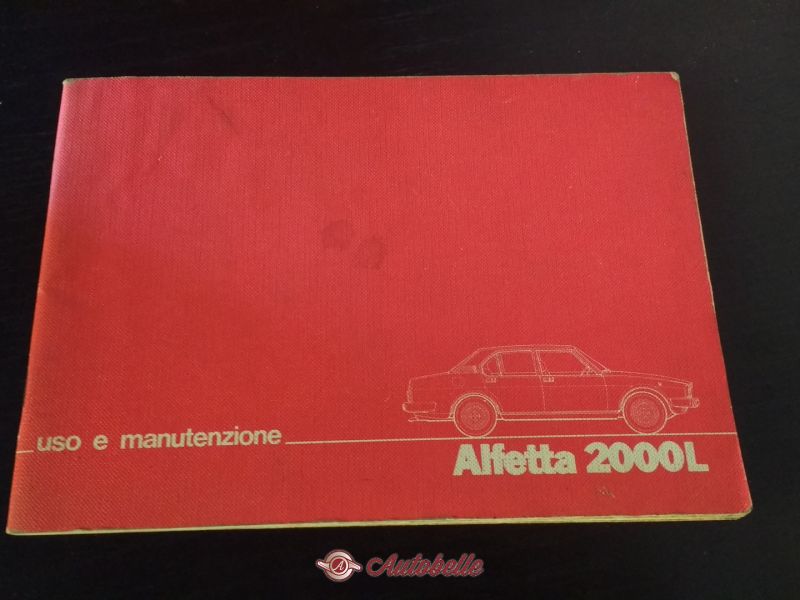 uso e manutenzione
Alfetta 2000L
A Autobelle